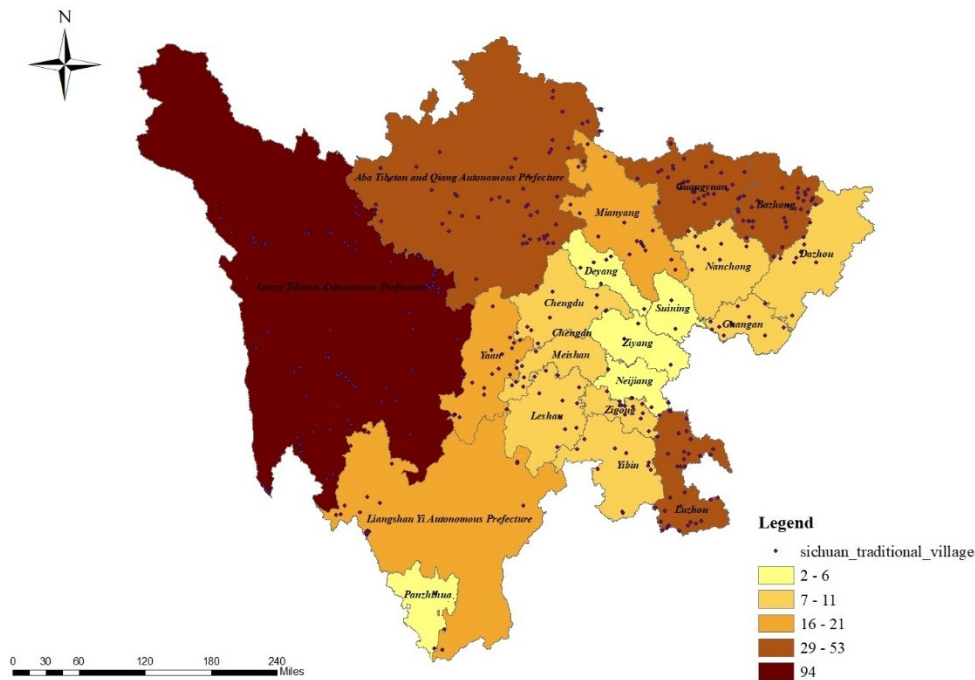 N
Aba Tibetan and Qiang Autonomous Prefecture
Guangyuan
Bazhong
Mianyang
Dazhou
Nanchong
Deyang
Ganzi Tibetan Autonomous Prefecture
Chengdu
Suining
Guangan
Chengdu
Ziyang
Yaan
Meishan
Neijiang
Leshan
Zigong
Yibin
Luzhou
Liangshan Yi Autonomous Prefecture
Panzhihua
Legend
sichuan_traditional_village
2 - 6
7 - 11
16 - 21
29 - 53
94
0 30 60 120 180 240
Miles